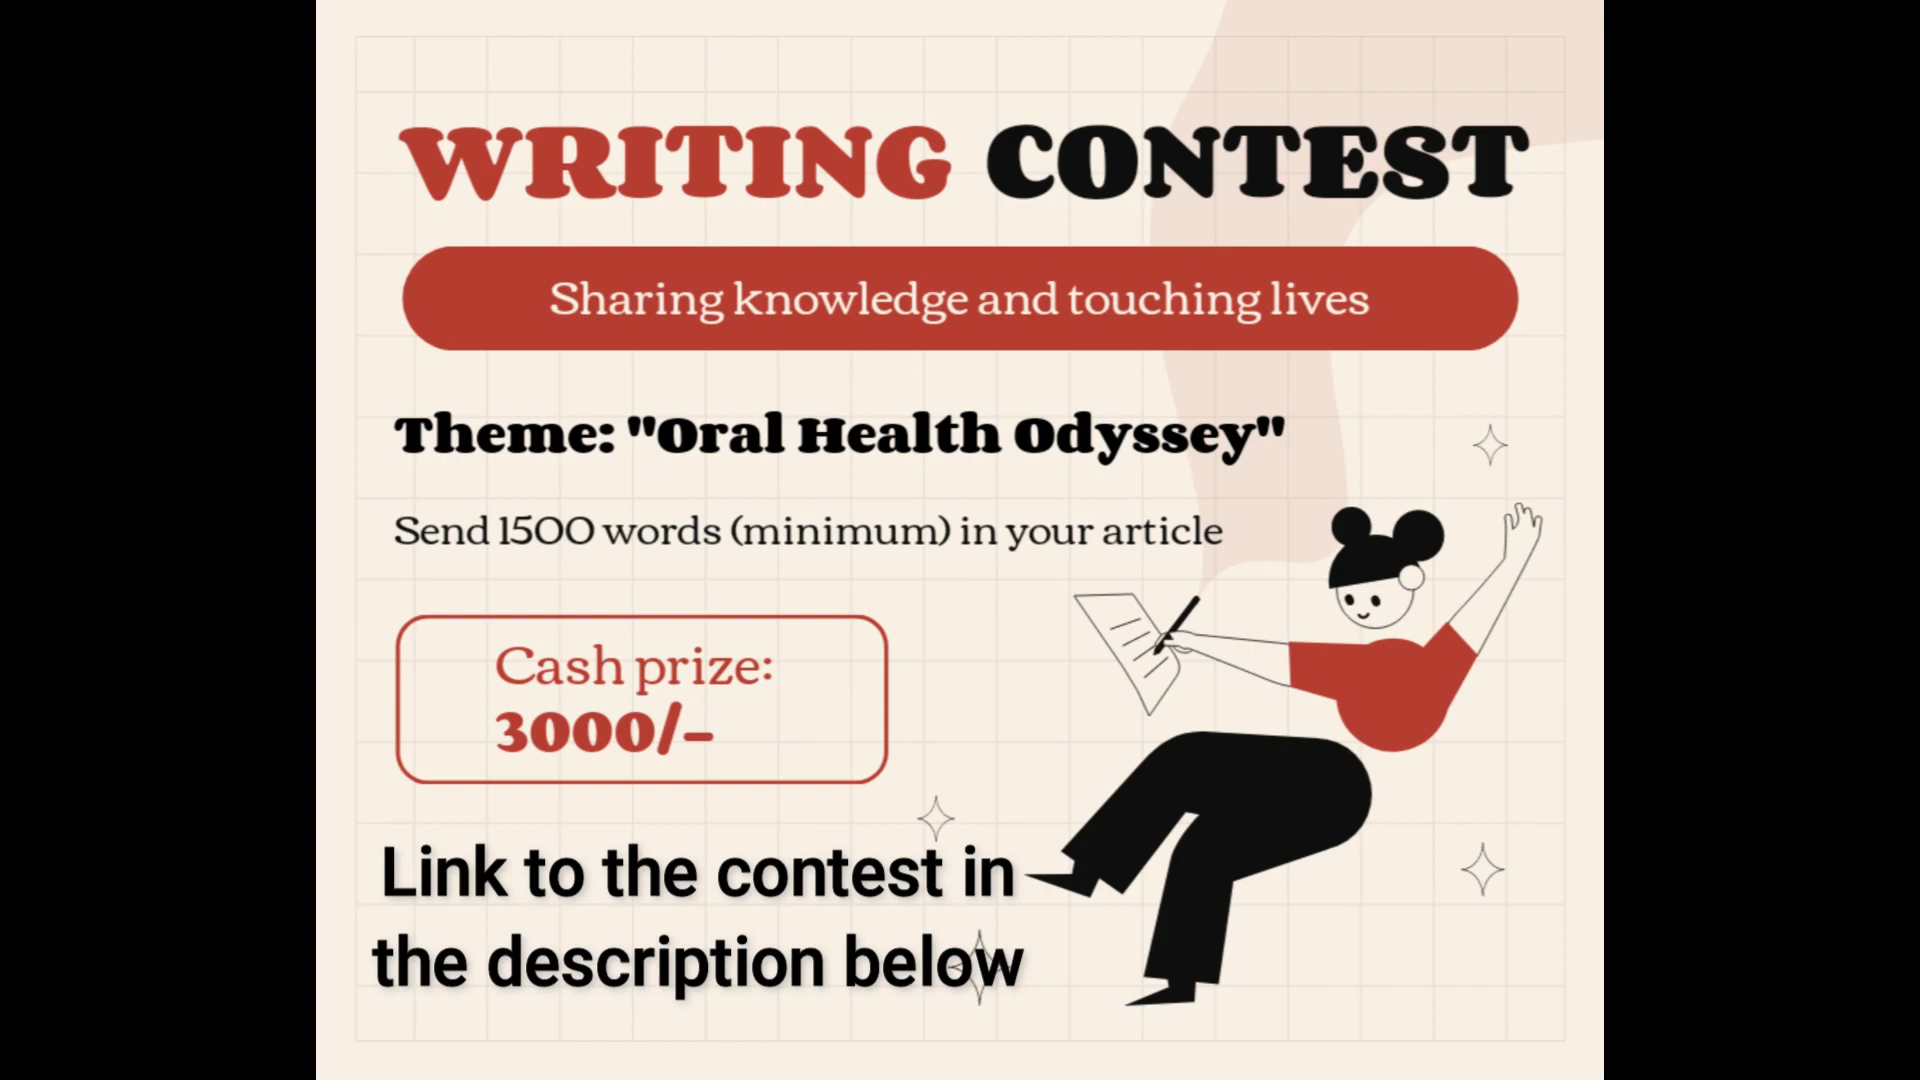 WRITING CONTEST
Sharing knowledge and touching lives
Theme: "Oral Health Odyssey"
Send 1500 words (minimum) in your article
Cash prize:
3000/-
Link to the contest in
the description below